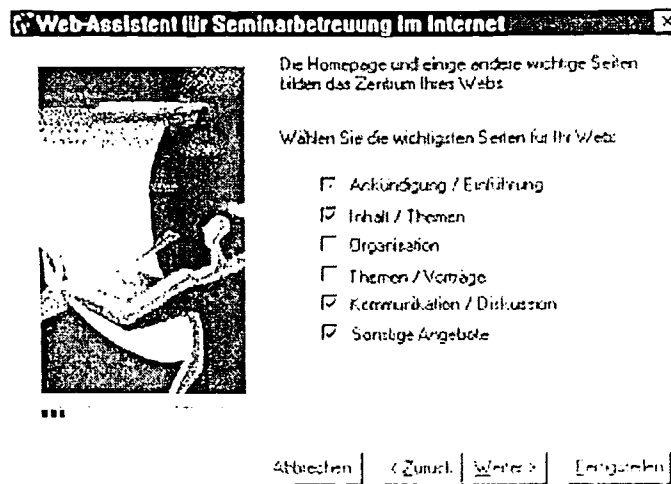 Web-Assistent für Seminarbetreuung im Internet
Die Homepage und einige andere wichtige Seiten
bilden das Zentrum Ihres Webs
Wählen Sie die wichtigsten Seiten für Ihr Web:
Ankündigung / Einführung
Inhalt / Themen
Organisation
Themen / Vorträge
Kommunikation / Diskussion
Sonstige Angebote
Abbrechen < Zurück Weiter > Fertigstellen